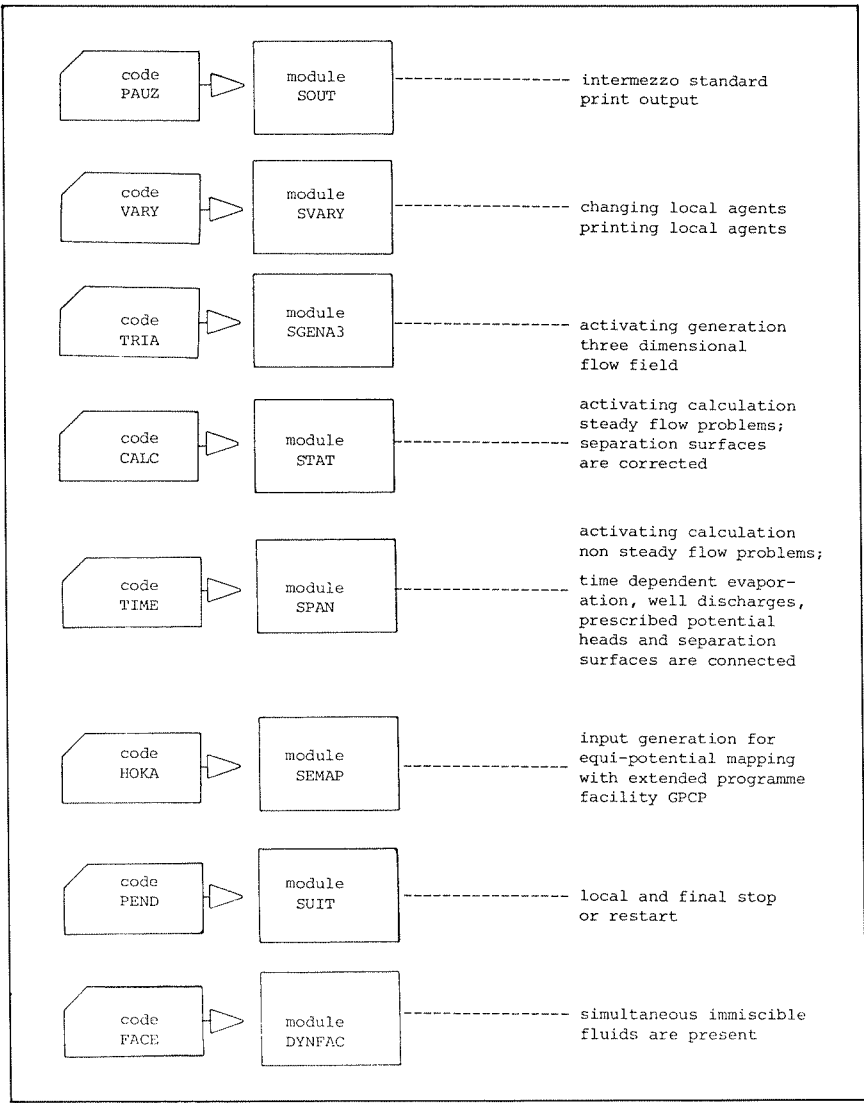 code
PAUZ
module
SOUT
intermezzo standard
print output
code
VARY
module
SVARY
changing local agents
printing local agents
code
TRIA
module
SGENA3
activating generation
three dimensional
flow field
code
CALC
module
STAT
activating calculation
steady flow problems;
separation surfaces
are corrected
code
TIME
module
SPAN
activating calculation
non steady flow problems;
time dependent evapor-
ation, well discharges,
prescribed potential
heads and separation
surfaces are connected
code
HOKA
module
SEMAP
input generation for
equi-potential mapping
with extended programme
facility GPCP
code
PEND
module
SUIT
local and final stop
or restart
code
FACE
module
DYNFAC
simultaneous immiscible
fluids are present